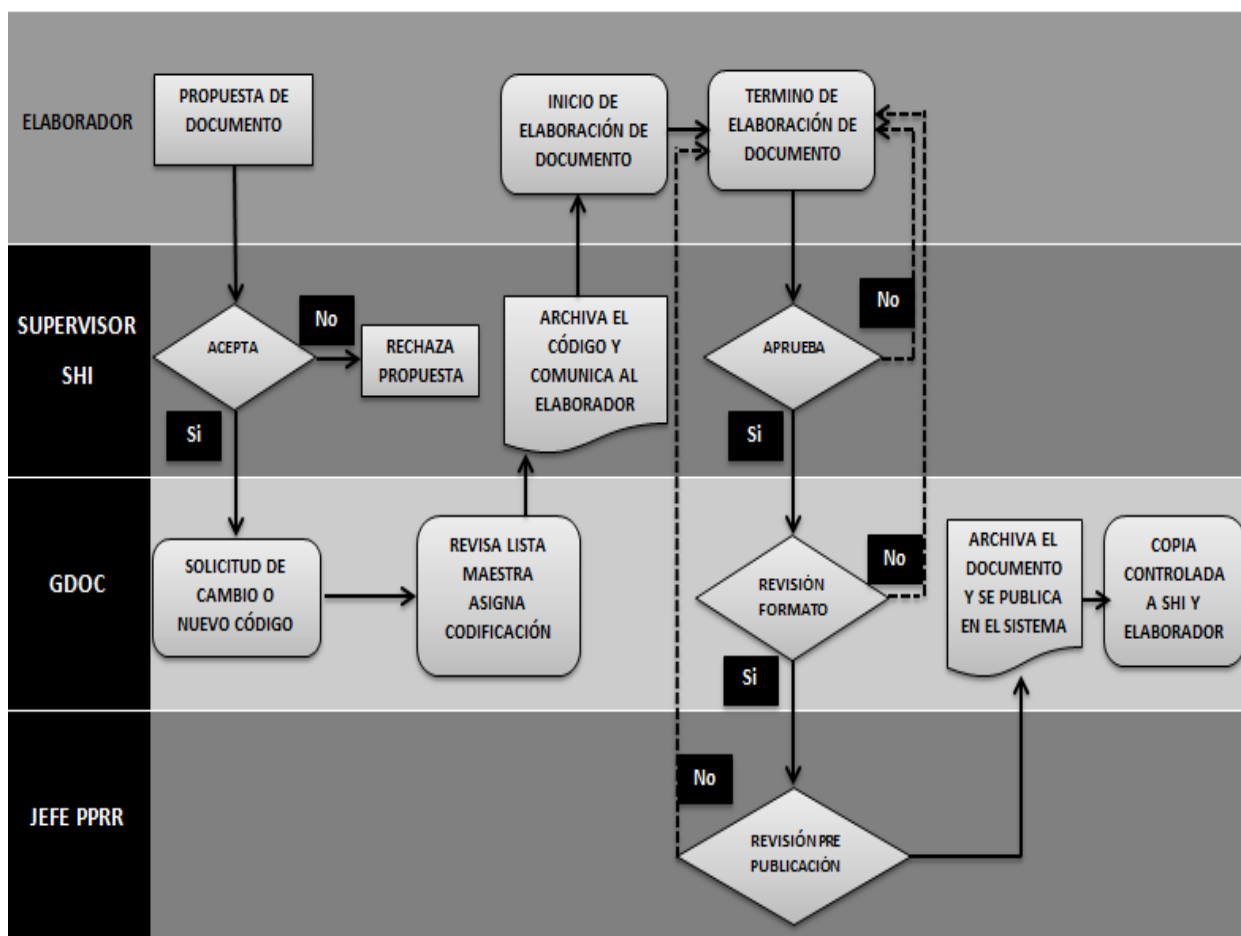 ELABORADOR
PROPUESTA DE
DOCUMENTO
INICIO DE
ELABORACIÓN DE
DOCUMENTO
TERMINO DE
ELABORACIÓN DE
DOCUMENTO
SUPERVISOR
SHI
ACEPTA
No
RECHAZA
PROPUESTA
Si
ARCHIVA EL
CÓDIGO Y
COMUNICA AL
ELABORADOR
APRUEBA
No
Si
GDOC
SOLICITUD DE
CAMBIO O
NUEVO CÓDIGO
REVISA LISTA
MAESTRA
ASIGNA
CODIFICACIÓN
REVISIÓN
FORMATO
No
Si
ARCHIVA EL
DOCUMENTO
Y SE PUBLICA
EN EL SISTEMA
COPIA
CONTROLADA
A SHI Y
ELABORADOR
JEFE PPRR
No
REVISIÓN PRE
PUBLICACIÓN